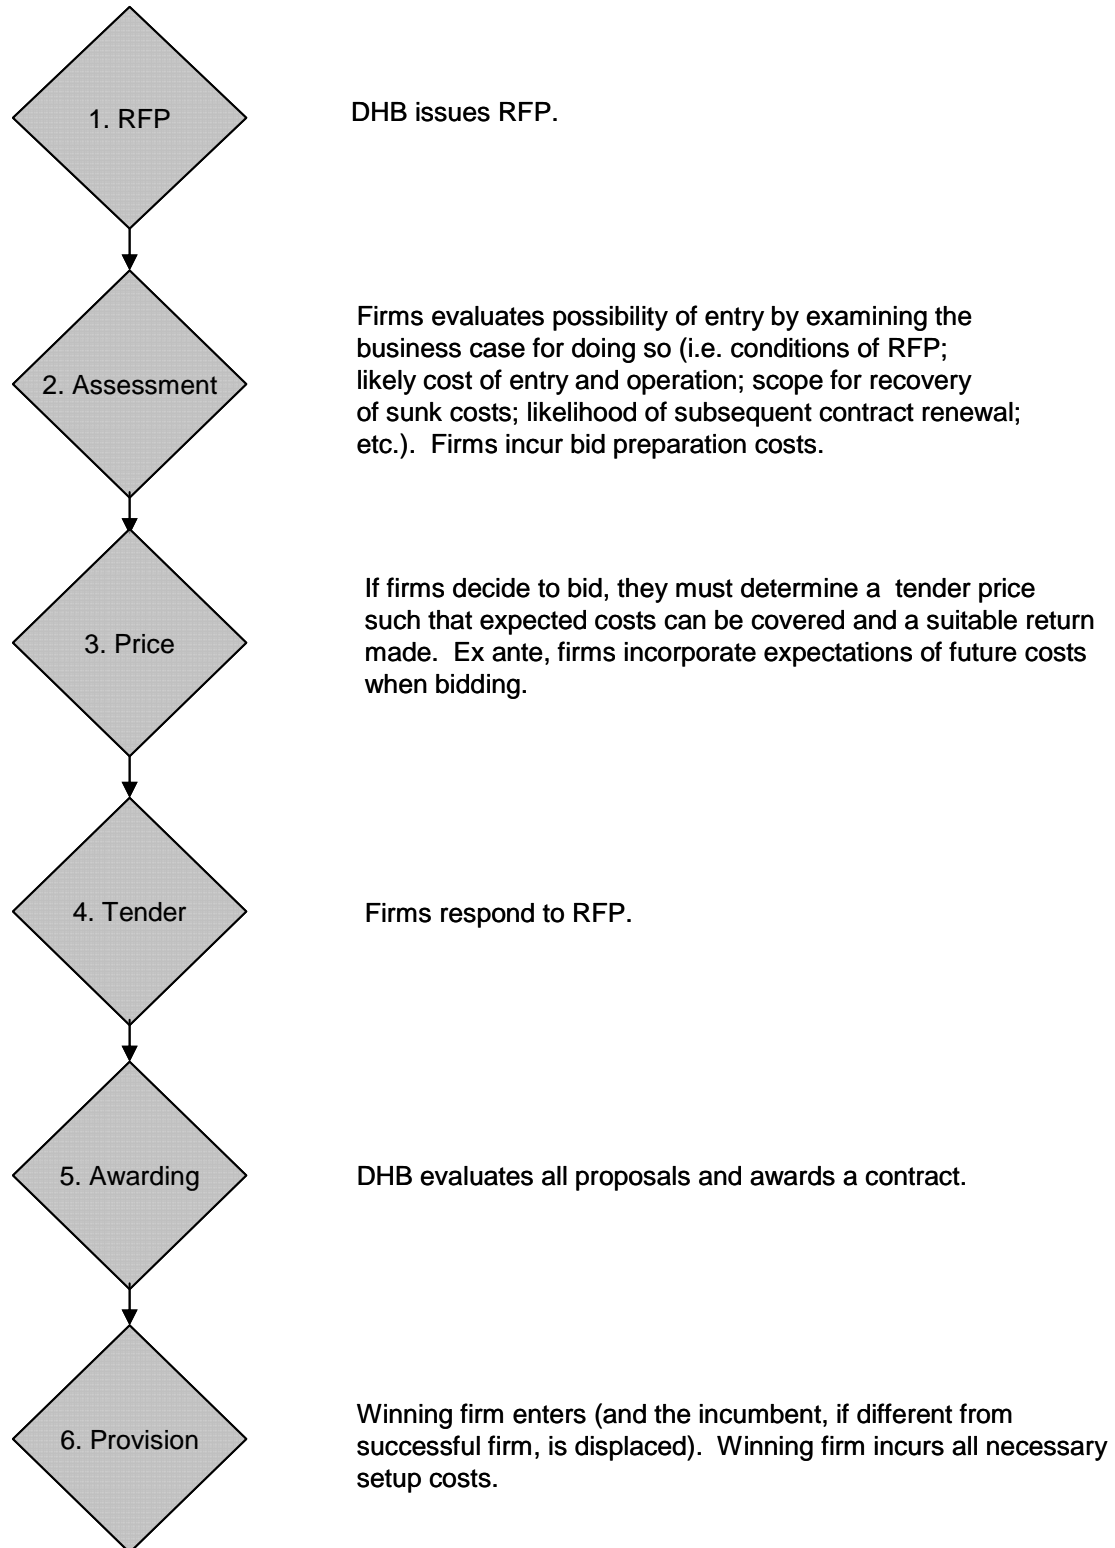 1. RFP
DHB issues RFP.
2. Assessment
Firms evaluates possibility of entry by examining the
business case for doing so (i.e. conditions of RFP;
likely cost of entry and operation; scope for recovery
of sunk costs; likelihood of subsequent contract renewal;
etc.).  Firms incur bid preparation costs.
3. Price
If firms decide to bid, they must determine a  tender price
such that expected costs can be covered and a suitable return
made.  Ex ante, firms incorporate expectations of future costs
when bidding.
4. Tender
Firms respond to RFP.
5. Awarding
DHB evaluates all proposals and awards a contract.
6. Provision
Winning firm enters (and the incumbent, if different from
successful firm, is displaced).  Winning firm incurs all necessary
setup costs.